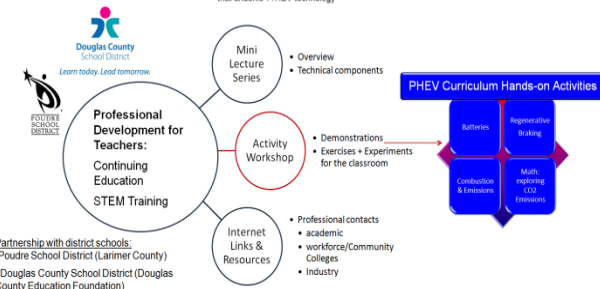 Douglas County
School District
Learn today. Lead tomorrow.
POUDRE
SCHOOL
DISTRICT
Professional
Development for
Teachers:
Continuing
Education
STEM Training
Mini
Lecture
Series
• Overview
• Technical components
Activity
Workshop
• Demonstrations
• Exercises + Experiments
for the classroom
Internet
Links &
Resources
• Professional contacts
• academic
• workforce/Community
Colleges
• Industry
PHEV Curriculum Hands-on Activities
Batteries
Regenerative
Braking
Combustion
& Emissions
Math:
exploring
CO2
Emissions
Partnership with district schools:
Poudre School District (Larimer County)
Douglas County School District (Douglas
County Education Foundation)